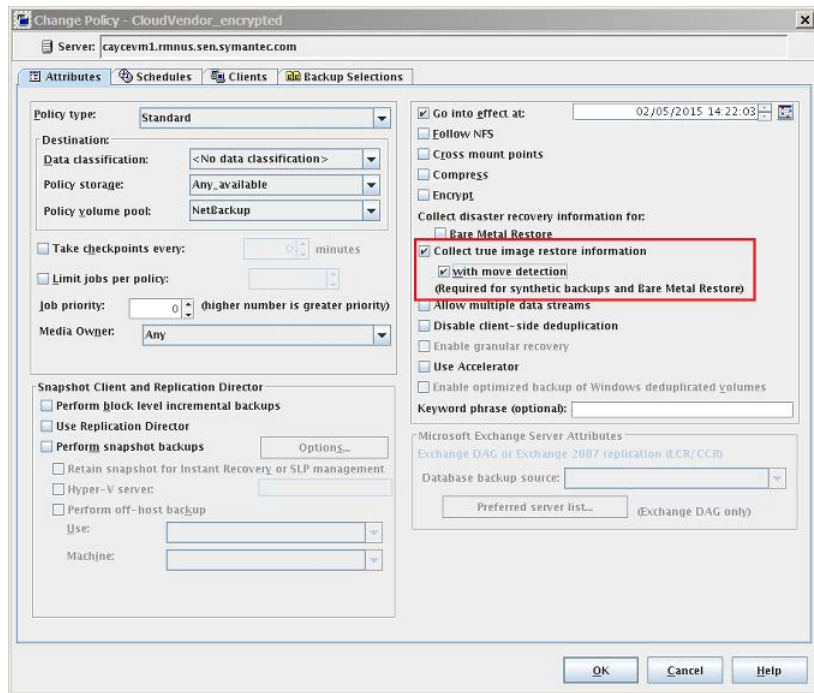 Change Policy - CloudVendor_encrypted
Server: caycevm1.rmnus.sen.symantec.com
Attributes Schedules Clients Backup Selections
Policy type: Standard
Destination:
Data classification: <No data classification>
Policy storage: Any_available
Policy volume pool: NetBackup
Take checkpoints every: 0 minutes
Limit jobs per policy:
Job priority: 0 (higher number is greater priority)
Media Owner: Any
Snapshot Client and Replication Director
Perform block level incremental backups
Use Replication Director
Perform snapshot backups Options...
Retain snapshot for Instant Recovery or SLP management
Hyper-V server:
Perform off-host backup
Use:
Machine:
Go into effect at: 02/05/2015 14:22:03
Follow NFS
Cross mount points
Compress
Encrypt
Collect disaster recovery information for:
Bare Metal Restore
Collect true image restore information
with move detection
(Required for synthetic backups and Bare Metal Restore)
Allow multiple data streams
Disable client-side deduplication
Enable granular recovery
Use Accelerator
Enable optimized backup of Windows deduplicated volumes
Keyword phrase (optional):
Microsoft Exchange Server Attributes
Exchange DAG or Exchange 2007 replication (LCR/CCR)
Database backup source:
Preferred server list... (Exchange DAG only)
OK Cancel Help